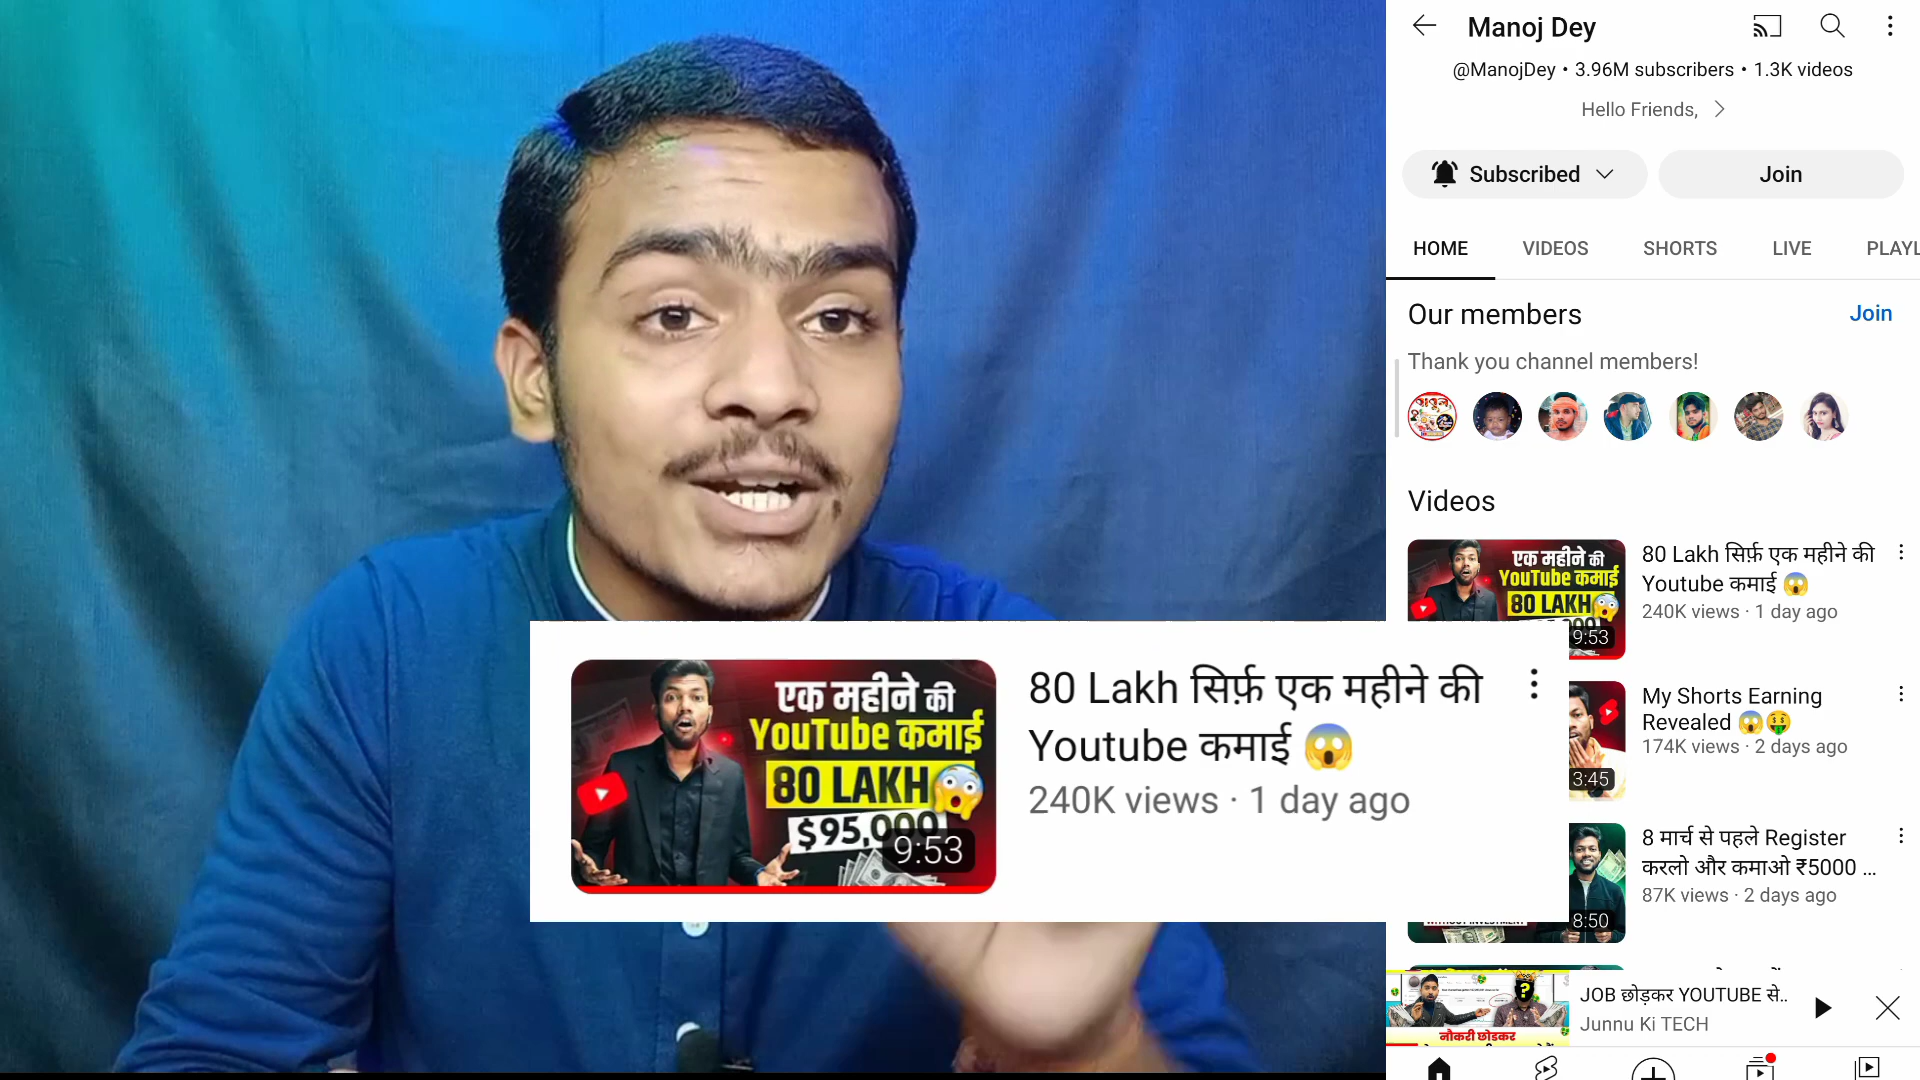 Manoj Dey
@ManojDey • 3.96M subscribers • 1.3K videos
Hello Friends,
Subscribed
Join
HOME
VIDEOS
SHORTS
LIVE
PLAYL
Our members
Join
Thank you channel members!
Videos
एक महीने की
YouTube कमाई
80 LAKH
9:53
80 Lakh सिर्फ़ एक महीने की
Youtube कमाई 😱
240K views · 1 day ago
एक महीने की
YouTube कमाई
80 LAKH
$95,000
9:53
80 Lakh सिर्फ़ एक महीने की
Youtube कमाई 😱
240K views · 1 day ago
3:45
My Shorts Earning
Revealed 😱🤑
174K views · 2 days ago
8:50
8 मार्च से पहले Register
करलो और कमाओ ₹5000 ...
87K views · 2 days ago
नौकरी छोड़कर
JOB छोड़कर YOUTUBE से..
Junnu Ki TECH